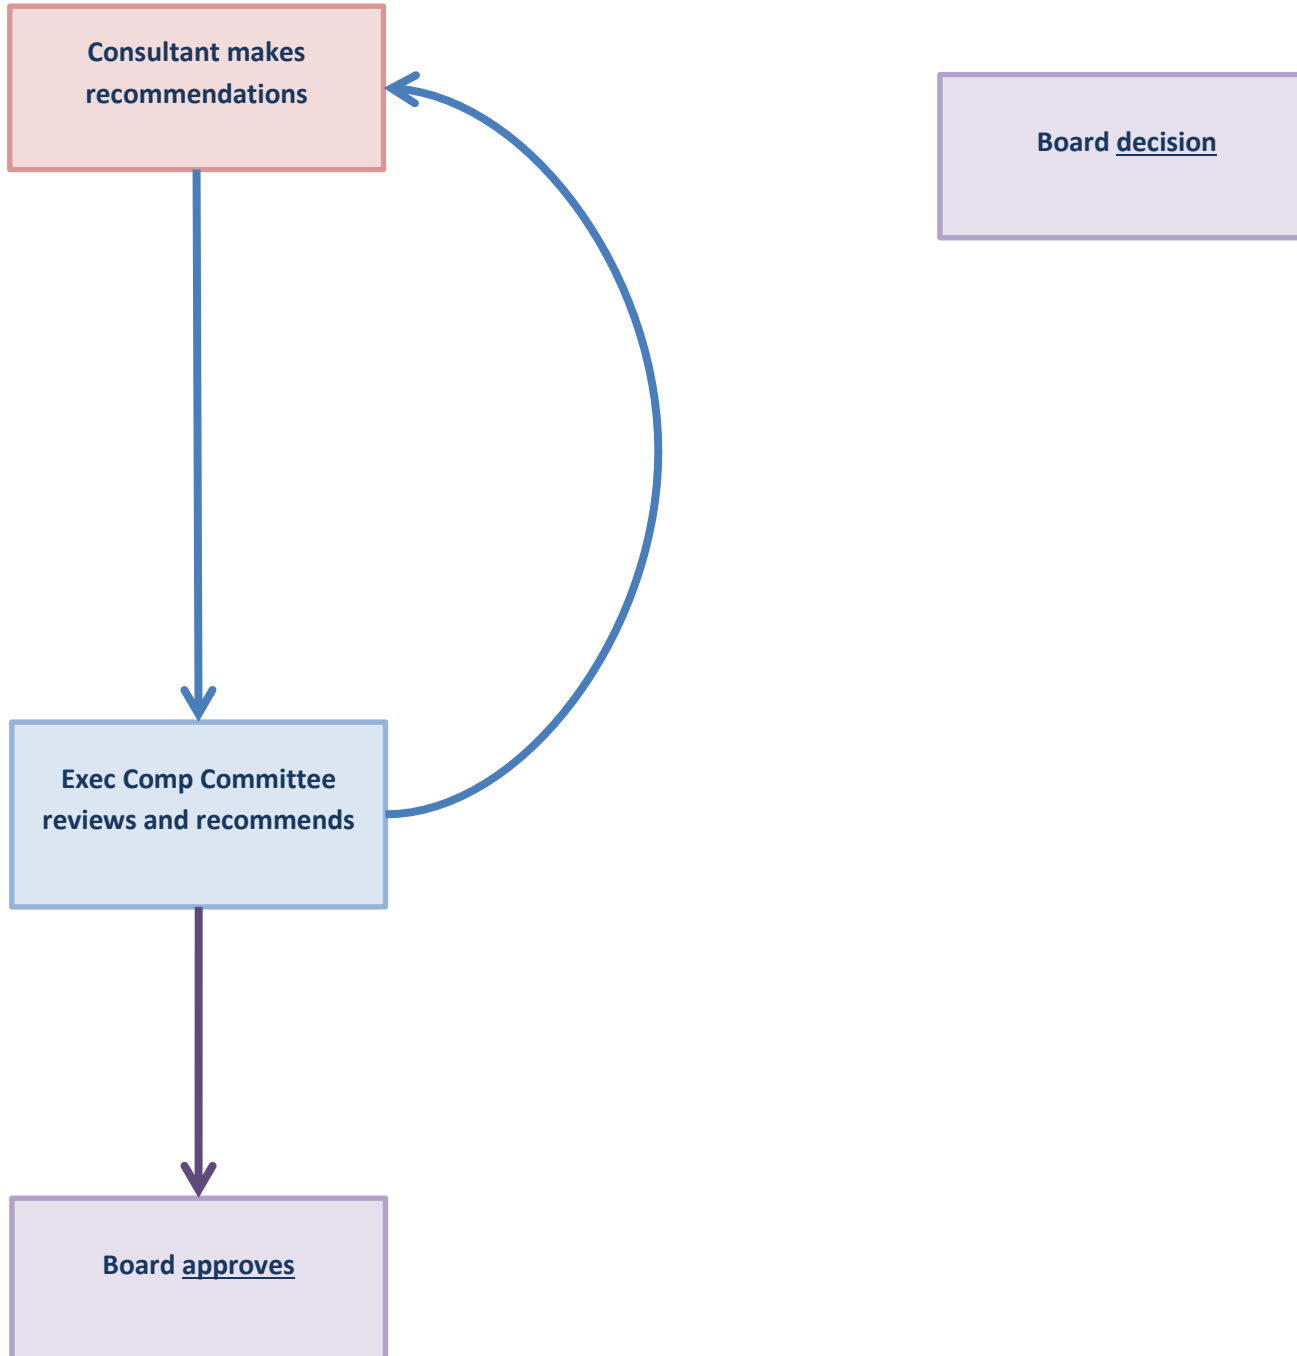 Consultant makes
recommendations
Board decision
Exec Comp Committee
reviews and recommends
Board approves